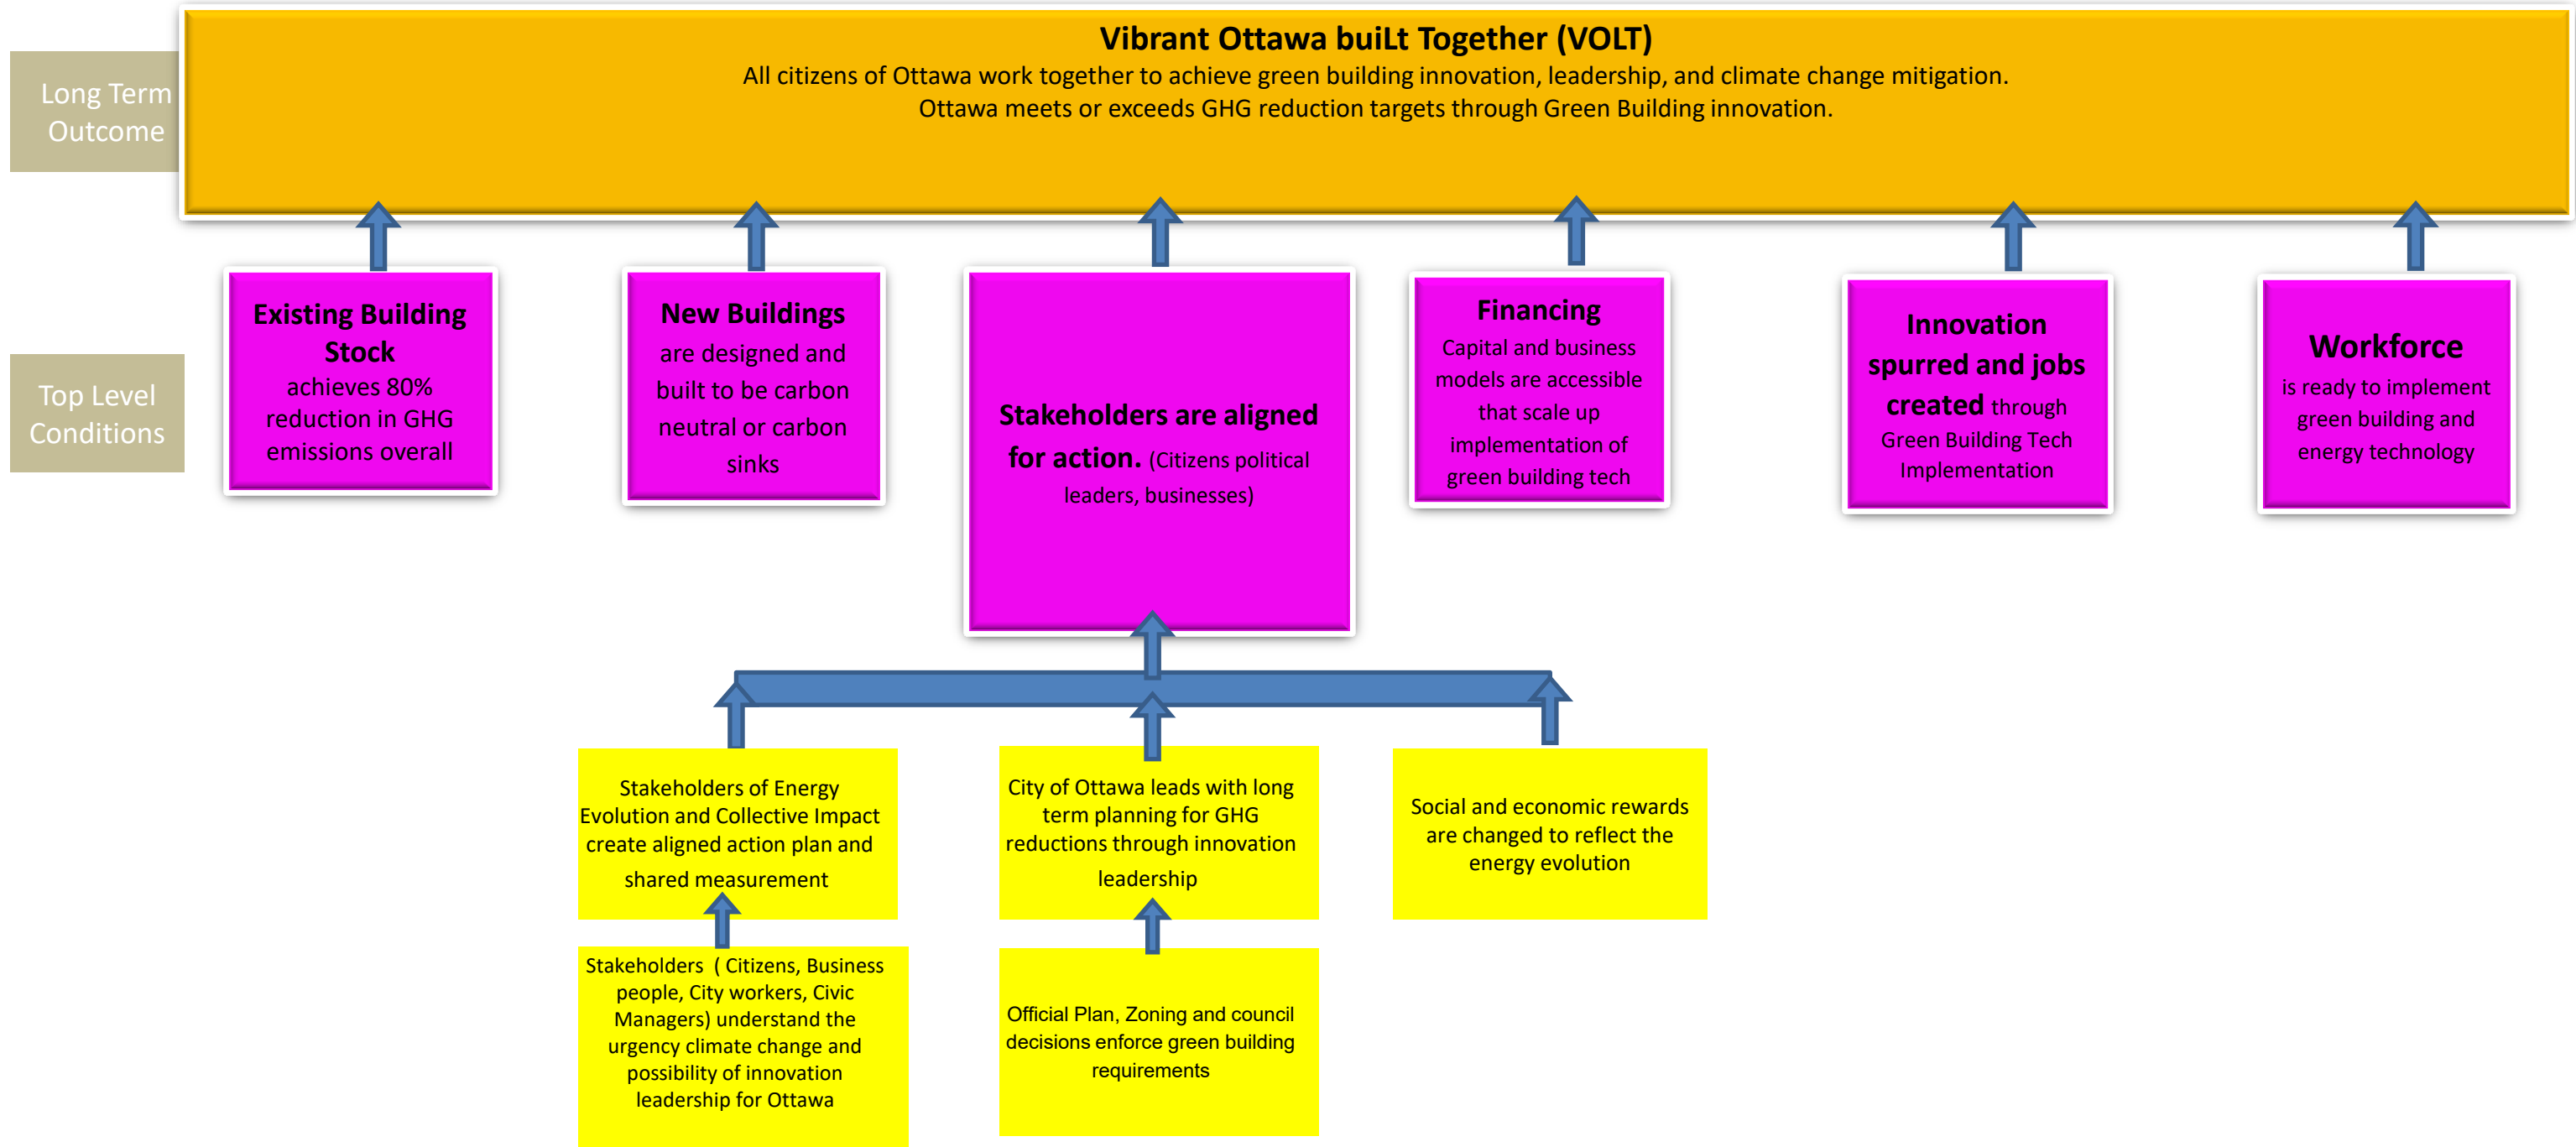 Vibrant Ottawa buiLt Together (VOLT)
All citizens of Ottawa work together to achieve green building innovation, leadership, and climate change mitigation.
Ottawa meets or exceeds GHG reduction targets through Green Building innovation.
Long Term
Outcome
Top Level
Conditions
Existing Building
Stock
achieves 80%
reduction in GHG
emissions overall
New Buildings
are designed and
built to be carbon
neutral or carbon
sinks
Stakeholders are aligned
for action. (Citizens political
leaders, businesses)
Financing
Capital and business
models are accessible
that scale up
implementation of
green building tech
Innovation
spurred and jobs
created through
Green Building Tech
Implementation
Workforce
is ready to implement
green building and
energy technology
Stakeholders of Energy
Evolution and Collective Impact
create aligned action plan and
shared measurement
City of Ottawa leads with long
term planning for GHG
reductions through innovation
leadership
Social and economic rewards
are changed to reflect the
energy evolution
Stakeholders ( Citizens, Business
people, City workers, Civic
Managers) understand the
urgency climate change and
possibility of innovation
leadership for Ottawa
Official Plan, Zoning and council
decisions enforce green building
requirements